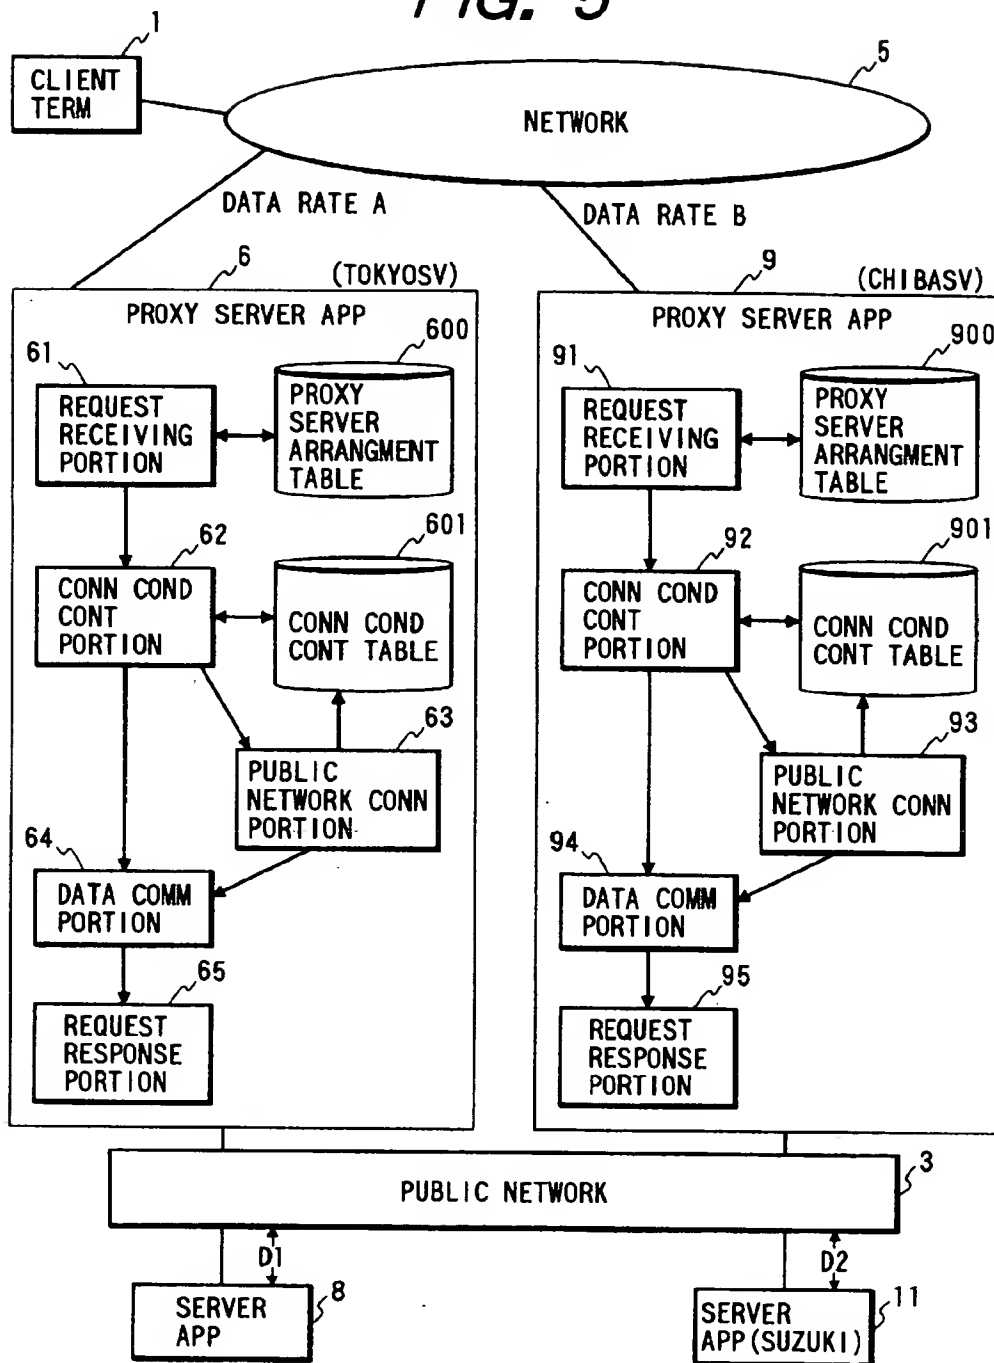 FIG. 5
1
CLIENT
TERM
5
NETWORK
DATA RATE A
DATA RATE B
6
(TOKYOSV)
PROXY SERVER APP
61
REQUEST
RECEIVING
PORTION
600
PROXY
SERVER
ARRANGMENT
TABLE
62
CONN COND
CONT
PORTION
601
CONN COND
CONT TABLE
63
PUBLIC
NETWORK CONN
PORTION
64
DATA COMM
PORTION
65
REQUEST
RESPONSE
PORTION
9
(CHIBASV)
PROXY SERVER APP
91
REQUEST
RECEIVING
PORTION
900
PROXY
SERVER
ARRANGMENT
TABLE
92
CONN COND
CONT
PORTION
901
CONN COND
CONT TABLE
93
PUBLIC
NETWORK CONN
PORTION
94
DATA COMM
PORTION
95
REQUEST
RESPONSE
PORTION
3
PUBLIC NETWORK
D1
D2
SERVER
APP
8
SERVER
APP(SUZUKI)
11